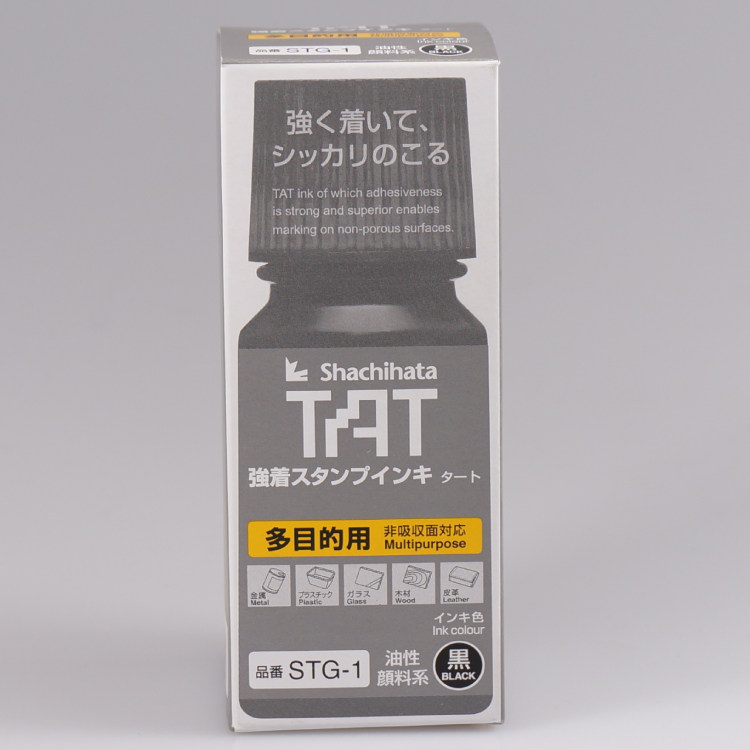 多目的用
品番 STG-1
油性
顔料系
黒
BLACK
強く着いて、
シッカリのこる
TAT ink of which adhesiveness
is strong and superior enables
marking on non-porous surfaces.
Shachihata
TAT
強着スタンプインキ タート
多目的用
非吸収面対応
Multipurpose
金属
Metal
プラスチック
Plastic
ガラス
Glass
木材
Wood
皮革
Leather
インキ色
Ink colour
品番 STG-1
油性
顔料系
黒
BLACK